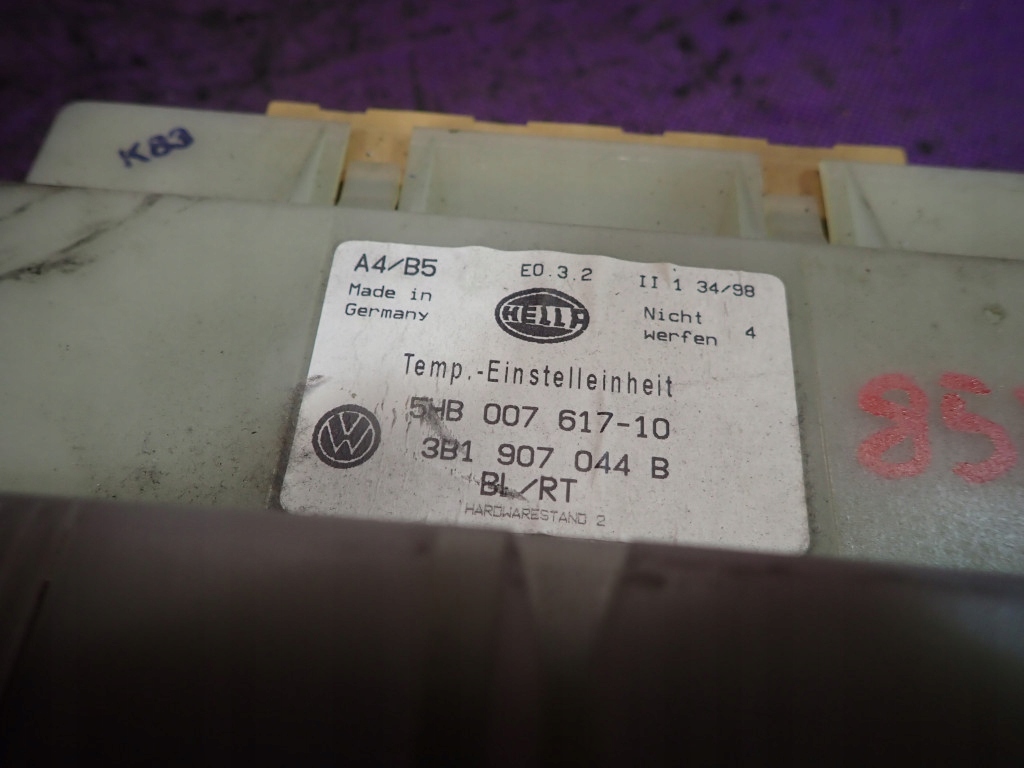 K83
A4/B5 E0.3.2 II 1 34/98
Made in Germany
HELLA
Nicht werfen 4
Temp.-Einstelleinheit
5HB 007 617-10
VW
3B1 907 044 B
BL/RT
HARDWARESTAND 2